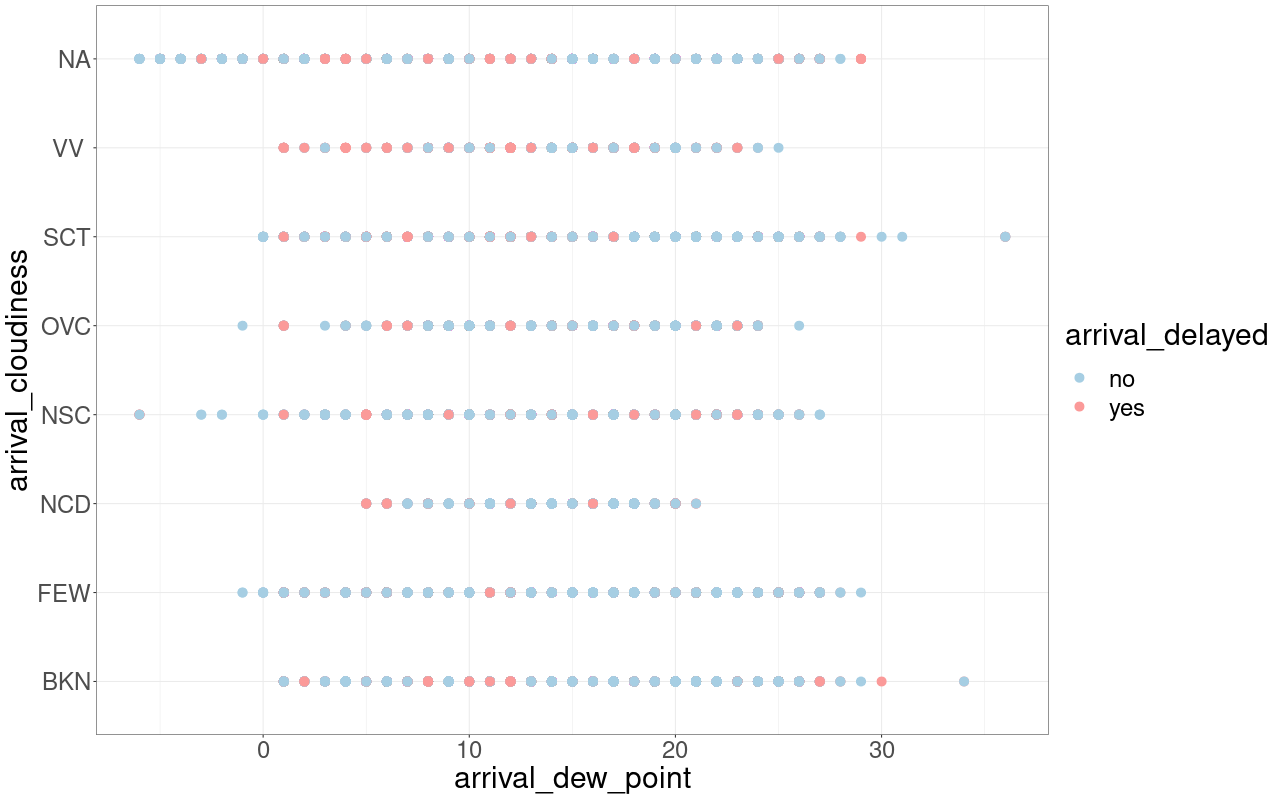 NA
VV
SCT
OVC
NSC
NCD
FEW
BKN
arrival_cloudiness
0 10 20 30
arrival_dew_point
arrival_delayed
no
yes